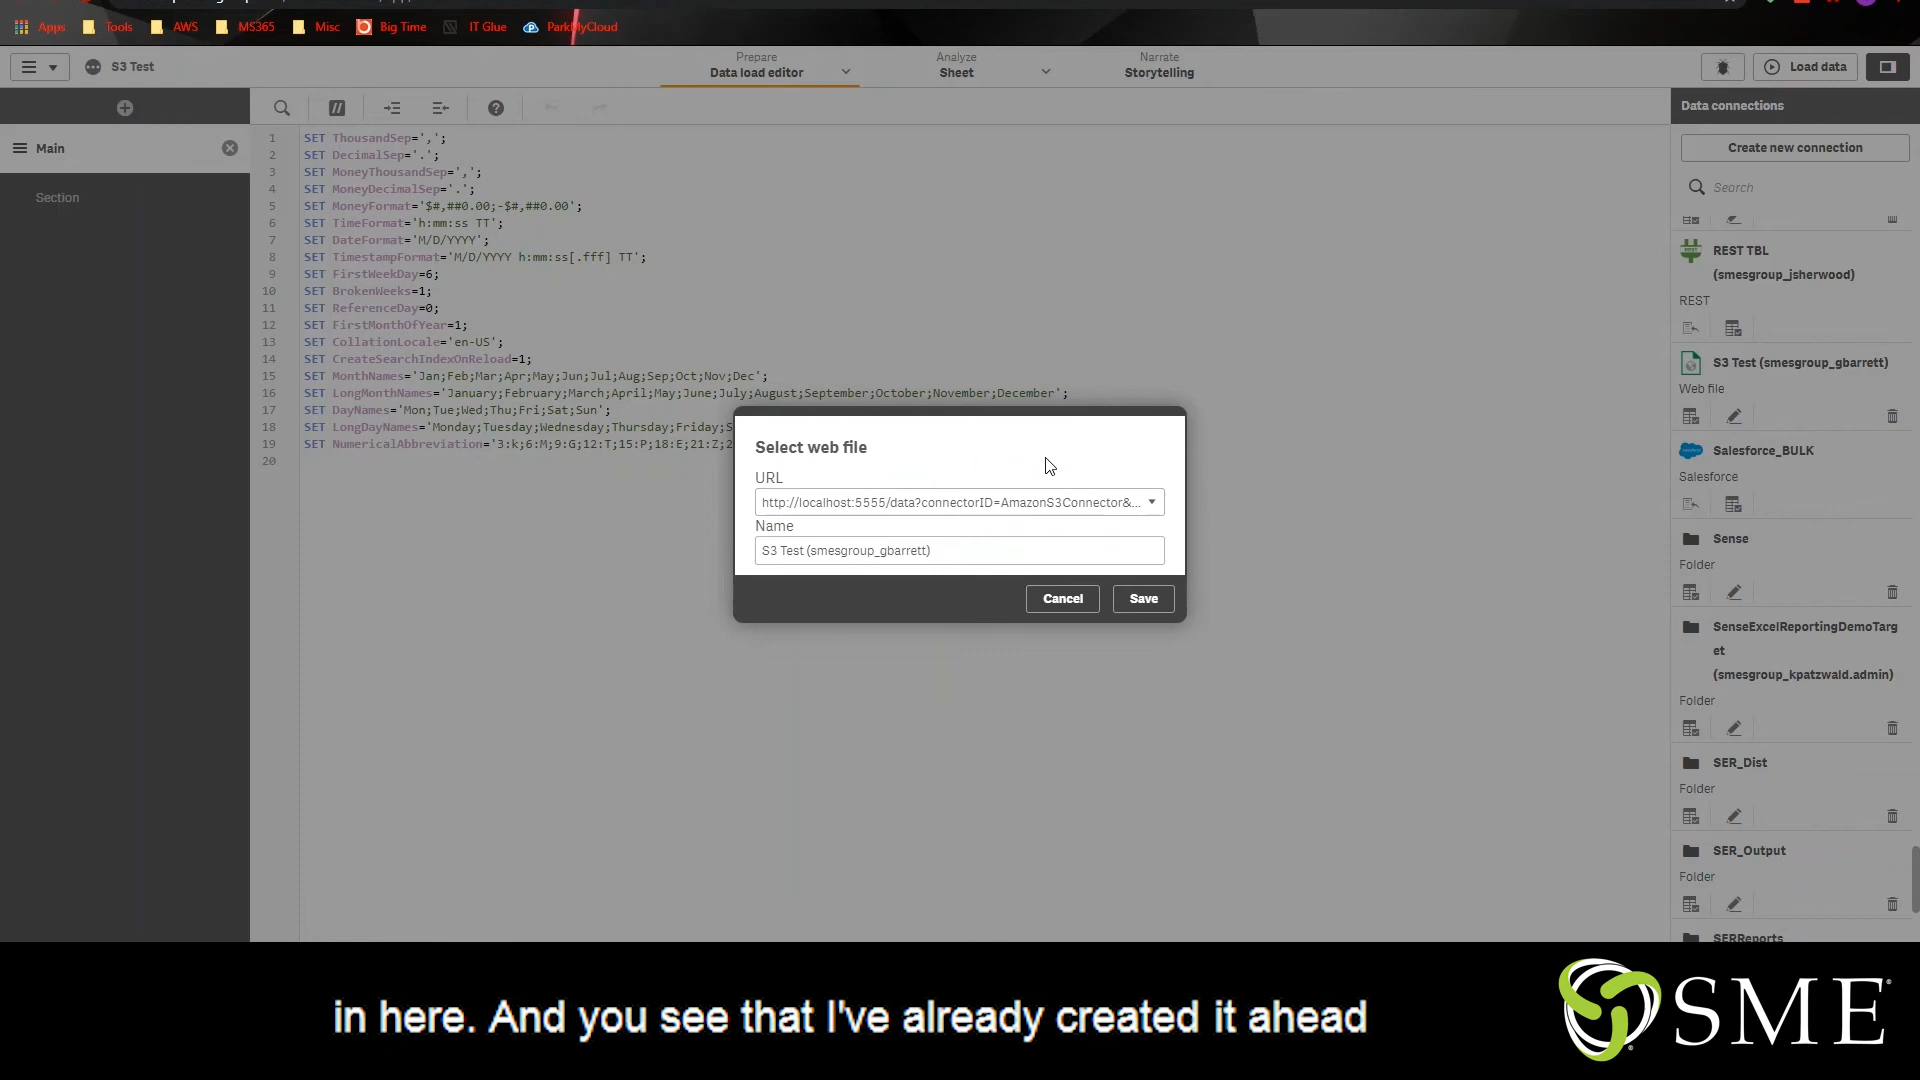 Apps
Tools
AWS
MS365
Misc
Big Time
IT Glue
ParkMyCloud
S3 Test
Prepare
Data load editor
Analyze
Sheet
Narrate
Storytelling
Load data
Main
Section
1 SET ThousandSep=',';
2 SET DecimalSep='.';
3 SET MoneyThousandSep=',';
4 SET MoneyDecimalSep='.';
5 SET MoneyFormat='$#,##0.00;-$#,##0.00';
6 SET TimeFormat='h:mm:ss TT';
7 SET DateFormat='M/D/YYYY';
8 SET TimestampFormat='M/D/YYYY h:mm:ss[.fff] TT';
9 SET FirstWeekDay=6;
10 SET BrokenWeeks=1;
11 SET ReferenceDay=0;
12 SET FirstMonthOfYear=1;
13 SET CollationLocale='en-US';
14 SET CreateSearchIndexOnReload=1;
15 SET MonthNames='Jan;Feb;Mar;Apr;May;Jun;Jul;Aug;Sep;Oct;Nov;Dec';
16 SET LongMonthNames='January;February;March;April;May;June;July;August;September;October;November;December';
17 SET DayNames='Mon;Tue;Wed;Thu;Fri;Sat;Sun';
18 SET LongDayNames='Monday;Tuesday;Wednesday;Thursday;Friday;S
19 SET NumericalAbbreviation='3:k;6:M;9:G;12:T;15:P;18:E;21:Z;2
20
Select web file
URL
http://localhost:5555/data?connectorID=AmazonS3Connector&...
Name
S3 Test (smesgroup_gbarrett)
Cancel
Save
Data connections
Create new connection
Search
REST TBL
(smesgroup_jsherwood)
REST
S3 Test (smesgroup_gbarrett)
Web file
Salesforce_BULK
Salesforce
Sense
Folder
SenseExcelReportingDemoTarg
et
(smesgroup_kpatzwald.admin)
Folder
SER_Dist
Folder
SER_Output
Folder
SERReports
in here. And you see that I've already created it ahead
SME